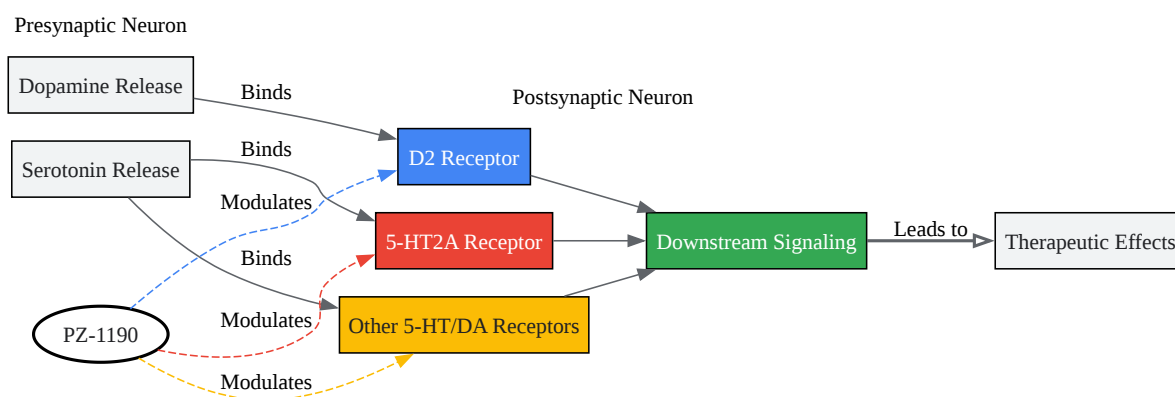 Presynaptic Neuron
Dopamine Release
Binds
Postsynaptic Neuron
D2 Receptor
Serotonin Release
Binds
Modulates
5-HT2A Receptor
Downstream Signaling
Leads to
Therapeutic Effects
Binds
PZ-1190
Modulates
Other 5-HT/DA Receptors
Modulates